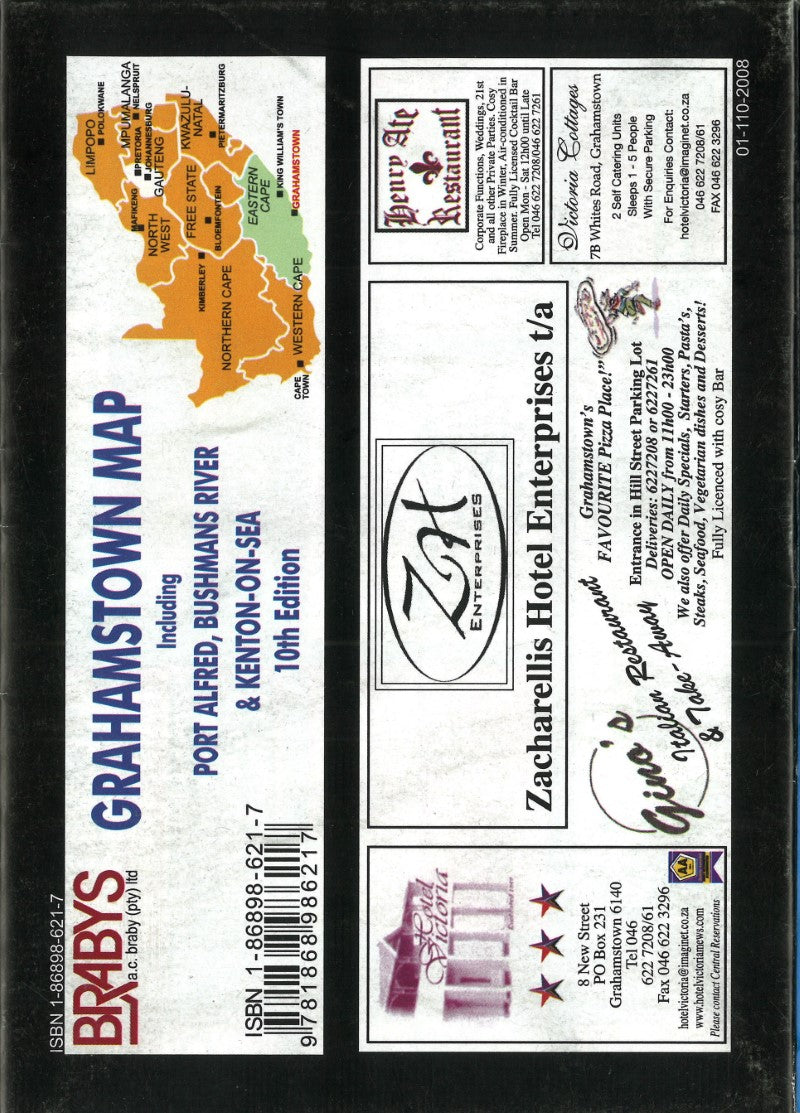 ISBN 1-86898-621-7
BRABYS
a.c. braby (pty) ltd
ISBN 1-86898-621-7
9 781868 986217
GRAHAMSTOWN MAP
Including
PORT ALFRED, BUSHMANS RIVER
& KENTON-ON-SEA
10th Edition
LIMPOPO
POLOKWANE
MPUMALANGA
NELSPRUIT
PRETORIA
JOHANNESBURG
GAUTENG
MAFIKENG
NORTH
WEST
FREE STATE
KWAZULU-
NATAL
PIETERMARITZBURG
BLOEMFONTEIN
KIMBERLEY
NORTHERN CAPE
EASTERN
CAPE
KING WILLIAM'S TOWN
GRAHAMSTOWN
WESTERN CAPE
CAPE
TOWN
Hotel
Victoria
8 New Street
PO Box 231
Grahamstown 6140
Tel 046
622 7208/61
Fax 046 622 3296
hotelvictoria@imaginet.co.za
www.hotelvictoriamews.com
Please contact Central Reservations
AA
ZH
ENTERPRISES
Zacharellis Hotel Enterprises t/a
Gino's
Italian Restaurant
& Take-Away
Grahamstown's
FAVOURITE Pizza Place!"
Entrance in Hill Street Parking Lot
Deliveries: 6227208 or 6227261
OPEN DAILY from 11h00 - 23h00
We also offer Daily Specials, Starters, Pasta's,
Steaks, Seafood, Vegetarian dishes and Desserts!
Fully Licenced with cosy Bar
Henry Ale
Restaurant
Corporate Functions, Weddings, 21st
and all other Private Parties. Cosy
Fireplace in Winter. Air-conditioned in
Summer. Fully Licensed Cocktail Bar
Open Mon - Sat 12h00 until Late
Tel 046 622 7208/046 622 7261
Victoria Cottages
7B Whites Road, Grahamstown
2 Self Catering Units
Sleeps 1 - 5 People
With Secure Parking
For Enquiries Contact:
hotelvictoria@imaginet.co.za
046 622 7208/61
FAX 046 622 3296
01-110-2008